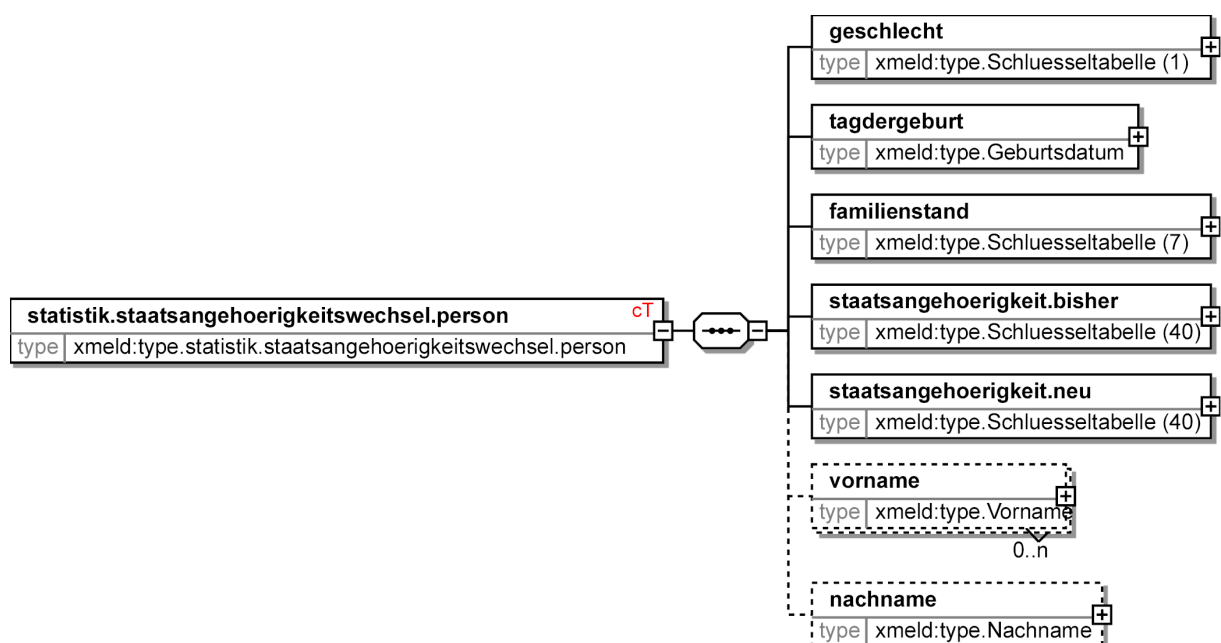 geschlecht
type xmeld:type.Schluesseltabelle (1)
tagdergeburt
type xmeld:type.Geburtsdatum
familienstand
type xmeld:type.Schluesseltabelle (7)
statistik.staatsangehoerigkeitswechsel.person cT
type xmeld:type.statistik.staatsangehoerigkeitswechsel.person
staatsangehoerigkeit.bisher
type xmeld:type.Schluesseltabelle (40)
staatsangehoerigkeit.neu
type xmeld:type.Schluesseltabelle (40)
vorname
type xmeld:type.Vorname
0..n
nachname
type xmeld:type.Nachname